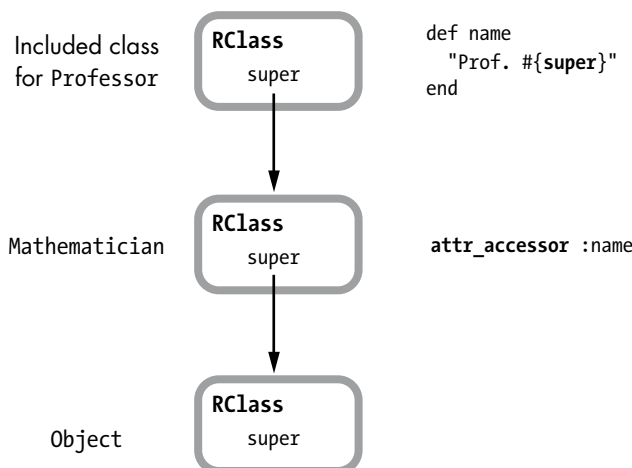 Included class
for Professor
RClass
super
def name
  "Prof. #{super}"
end
Mathematician
RClass
super
attr_accessor :name
Object
RClass
super